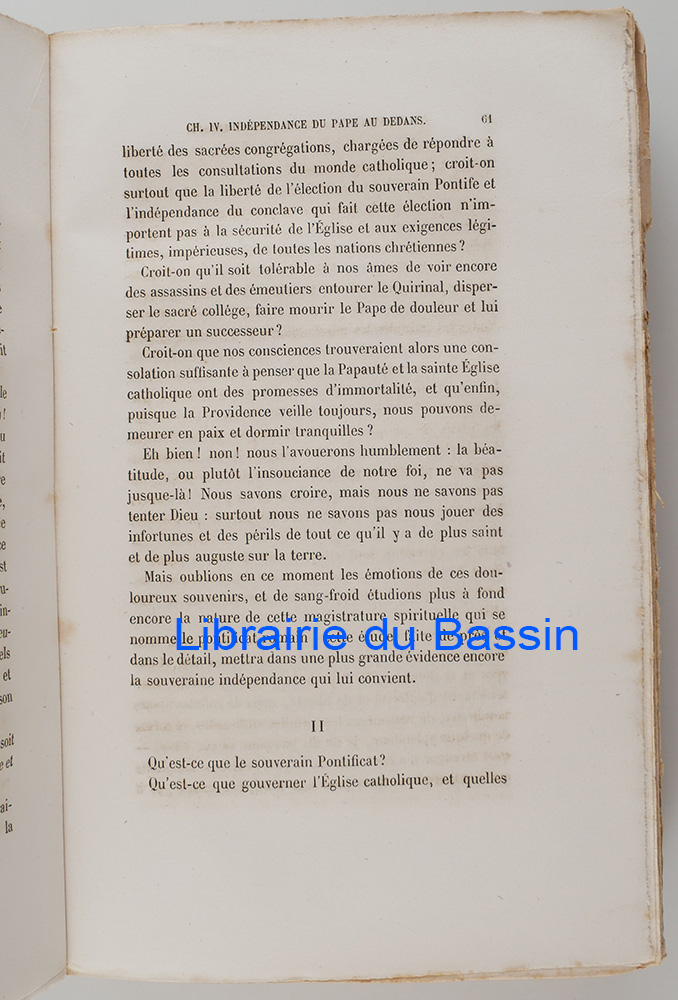 CH. IV. INDÉPENDANCE DU PAPE AU DEDANS. 61
liberté des sacrées congrégations, chargées de répondre à
toutes les consultations du monde catholique; croit-on
surtout que la liberté de l'élection du souverain Pontife et
l'indépendance du conclave qui fait cette élection n'im-
portent pas à la sécurité de l'Église et aux exigences légi-
times, impérieuses, de toutes les nations chrétiennes?
Croit-on qu'il soit tolérable à nos âmes de voir encore
des assassins et des émeutiers entourer le Quirinal, disper-
ser le sacré collége, faire mourir le Pape de douleur et lui
préparer un successeur?
Croit-on que nos consciences trouveraient alors une con-
solation suffisante à penser que la Papauté et la sainte Église
catholique ont des promesses d'immortalité, et qu'enfin,
puisque la Providence veille toujours, nous pouvons de-
meurer en paix et dormir tranquilles?
Eh bien! non! nous l'avouerons humblement : la béa-
titude, ou plutôt l'insouciance de notre foi, ne va pas
jusque-là! Nous savons croire, mais nous ne savons pas
tenter Dieu : surtout nous ne savons pas nous jouer des
infortunes et des périls de tout ce qu'il y a de plus saint
et de plus auguste sur la terre.
Mais oublions en ce moment les émotions de ces dou-
loureux souvenirs, et de sang-froid étudions plus à fond
encore la nature de cette magistrature spirituelle qui se
nomme le pontificat romain cette étude, faite de près et
Librairie du Bassin
dans le détail, mettra dans une plus grande évidence encore
la souveraine indépendance qui lui convient.
II
Qu'est-ce que le souverain Pontificat?
Qu'est-ce que gouverner l'Église catholique, et quelles